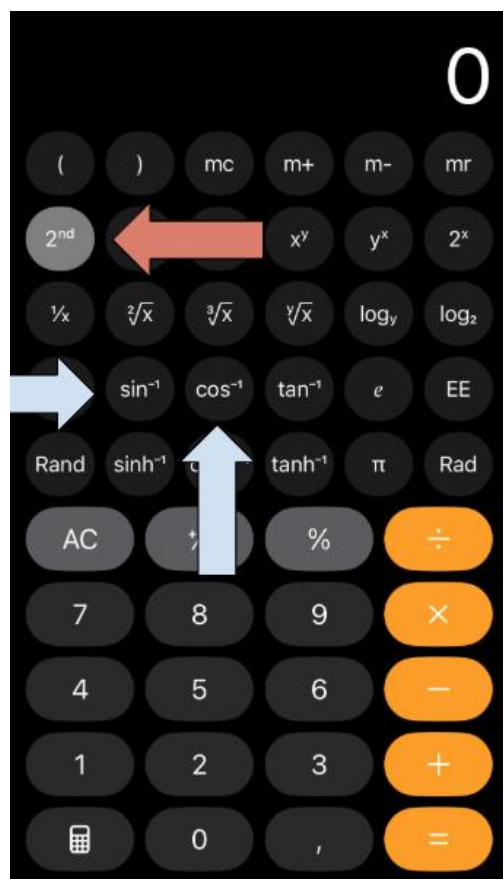 0
( ) mc m+ m- mr
2ⁿᵈ xʸ yˣ 2ˣ
¹⁄x ²√x ³√x ʸ√x logᵧ log₂
sin⁻¹ cos⁻¹ tan⁻¹ e EE
Rand sinh⁻¹ tanh⁻¹ π Rad
AC % ÷
7 8 9 ×
4 5 6 −
1 2 3 +
0 , =